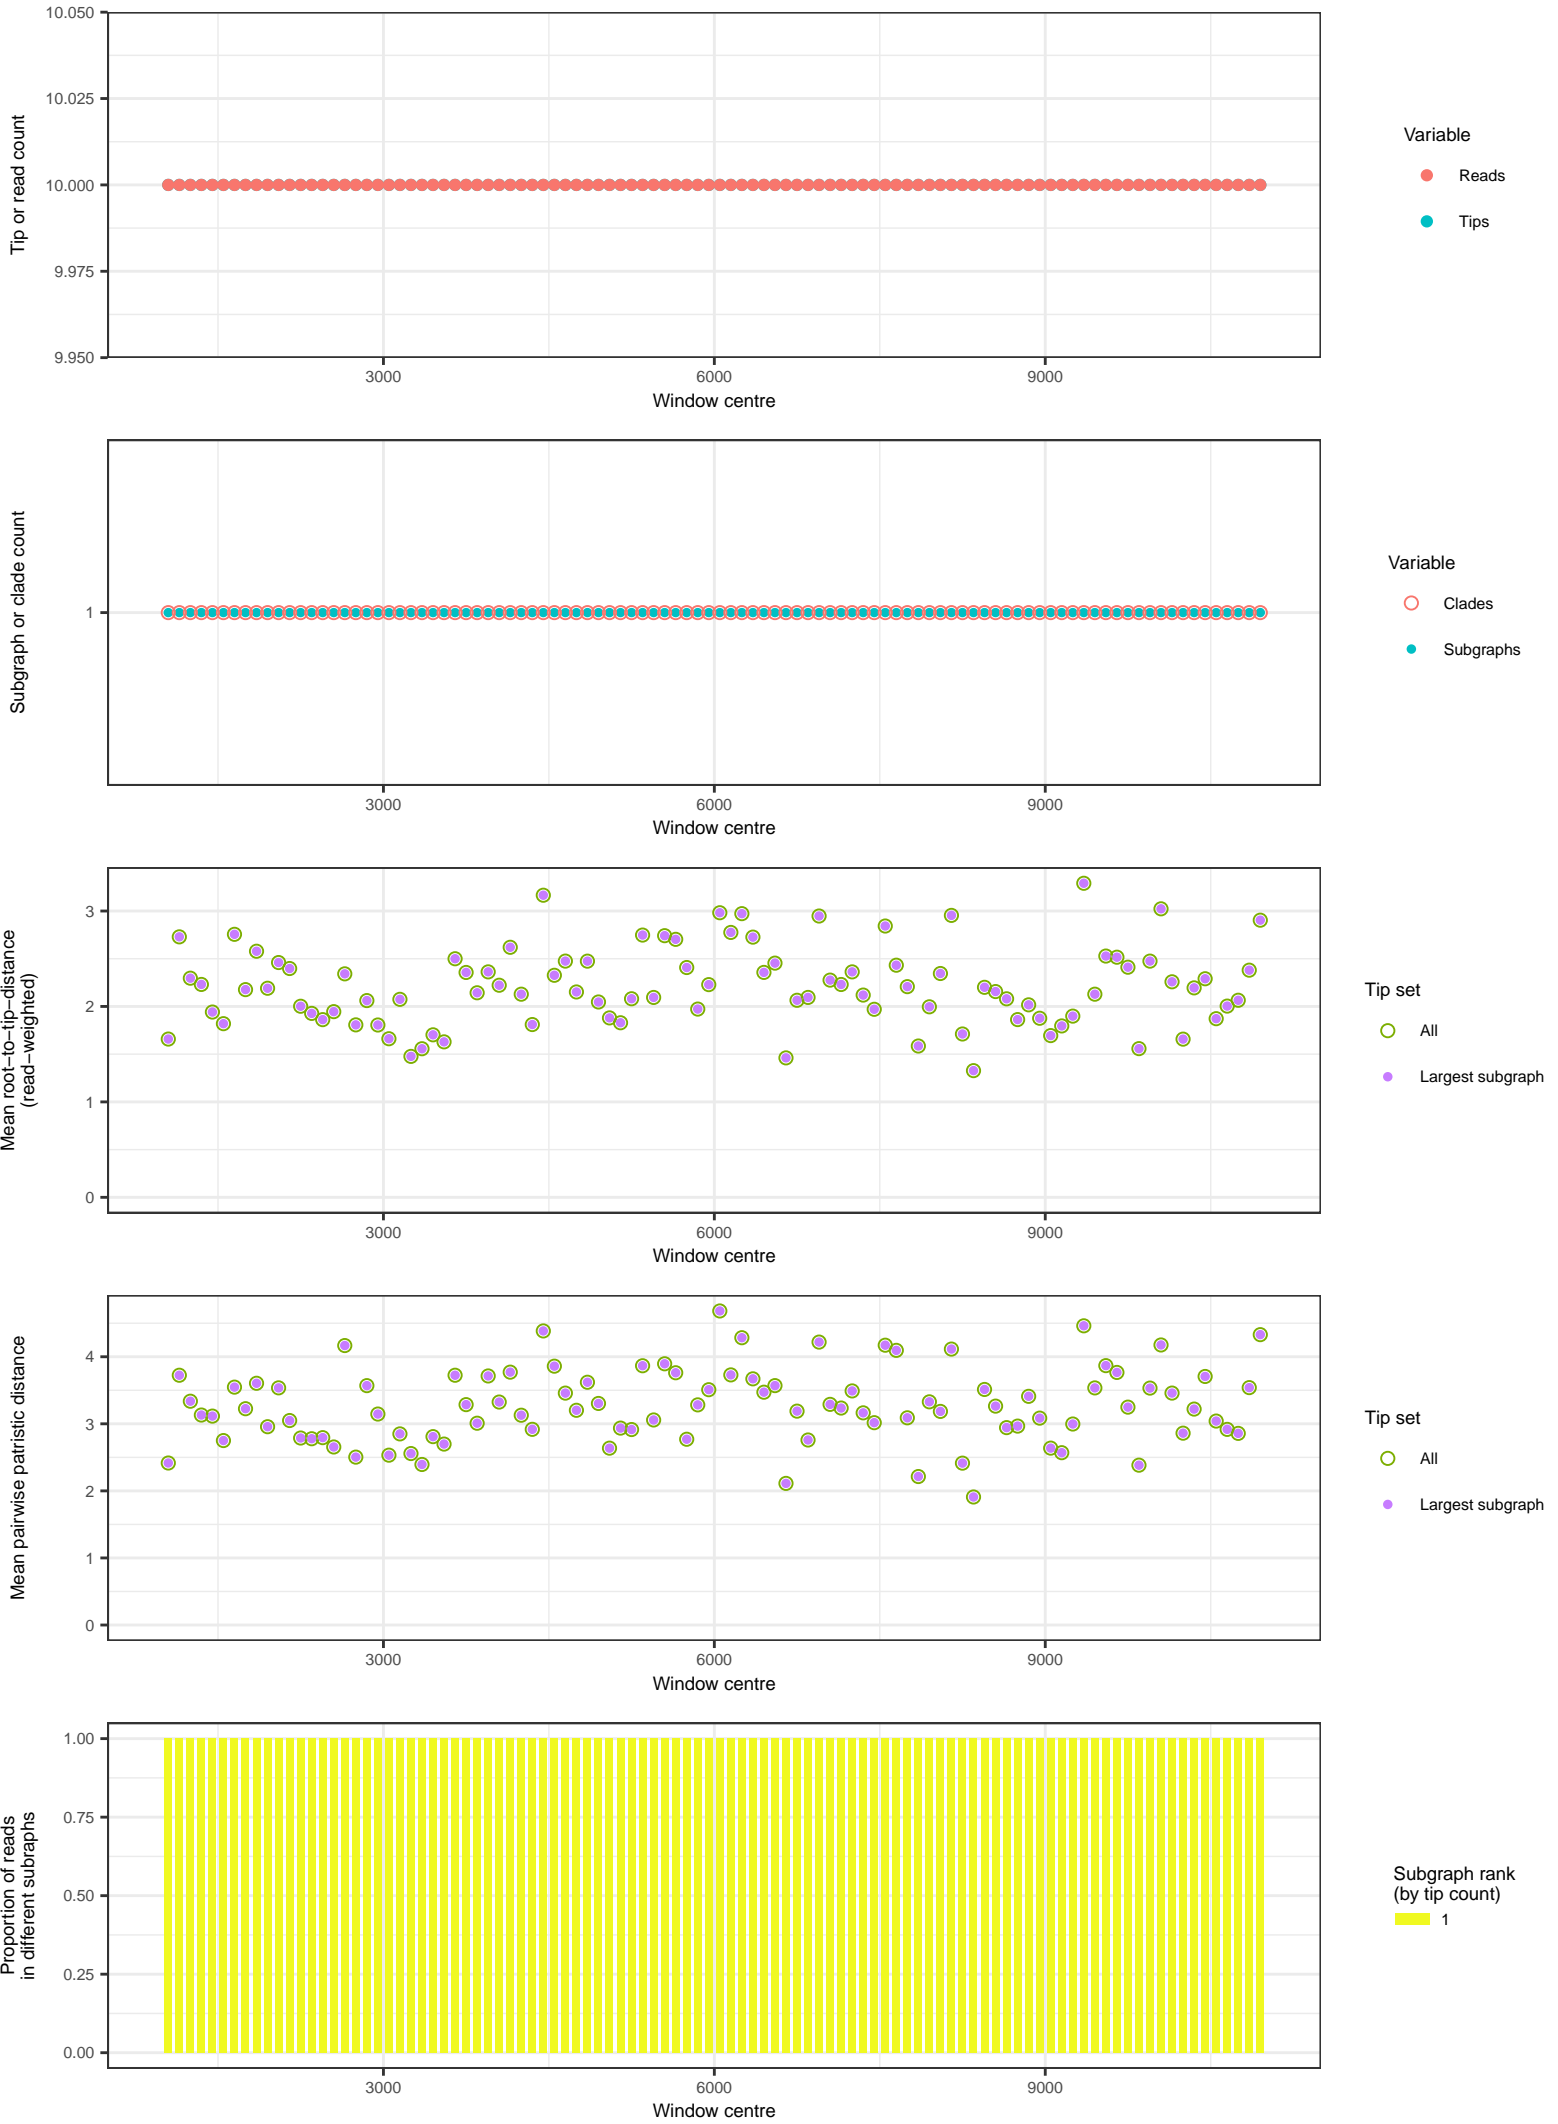 10.050
10.025
10.000
9.975
9.950
Tip or read count
3000
6000
9000
Window centre
Variable
Reads
Tips
1
Subgraph or clade count
3000
6000
9000
Window centre
Variable
Clades
Subgraphs
3
2
1
0
Mean root−to−tip−distance
(read−weighted)
3000
6000
9000
Window centre
Tip set
All
Largest subgraph
4
3
2
1
0
Mean pairwise patristic distance
3000
6000
9000
Window centre
Tip set
All
Largest subgraph
1.00
0.75
0.50
0.25
0.00
Proportion of reads
in different subraphs
3000
6000
9000
Window centre
Subgraph rank
(by tip count)
1